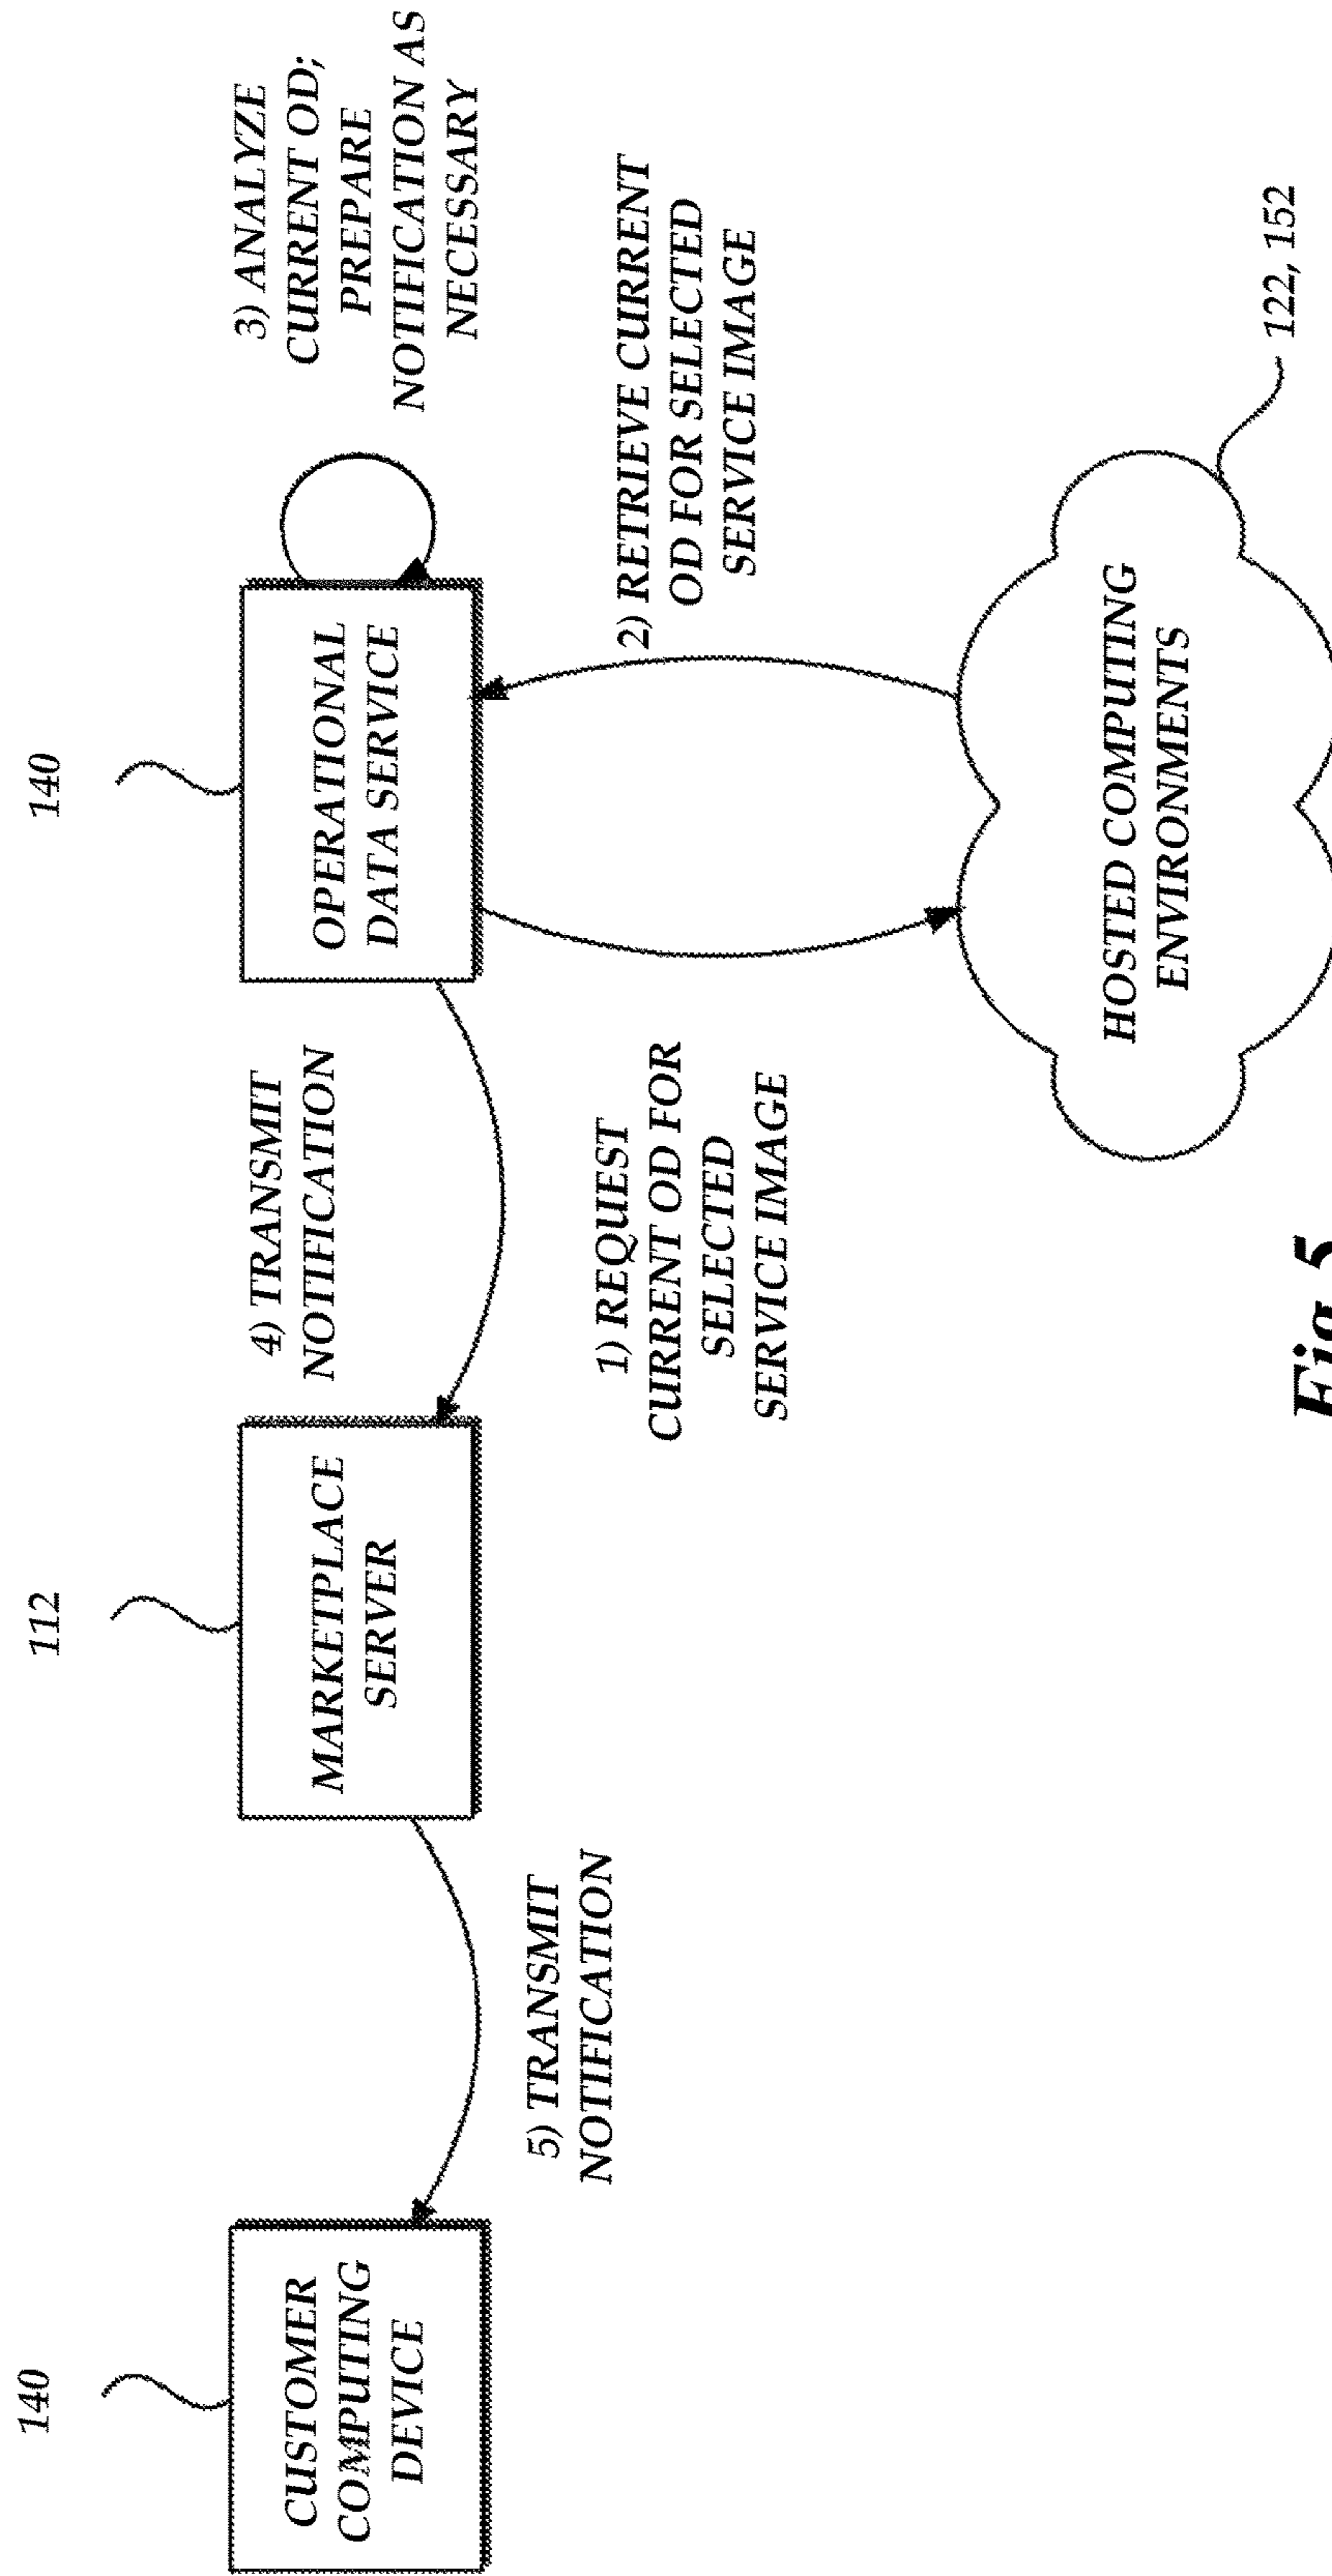 140
112
140
CUSTOMER
COMPUTING
DEVICE
MARKETPLACE
SERVER
OPERATIONAL
DATA SERVICE
4) TRANSMIT
NOTIFICATION
3) ANALYZE
CURRENT OD;
PREPARE
NOTIFICATION AS
NECESSARY
5) TRANSMIT
NOTIFICATION
1) REQUEST
CURRENT OD FOR
SELECTED
SERVICE IMAGE
2) RETRIEVE CURRENT
OD FOR SELECTED
SERVICE IMAGE
HOSTED COMPUTING
ENVIRONMENTS
122, 152
Fig. 5